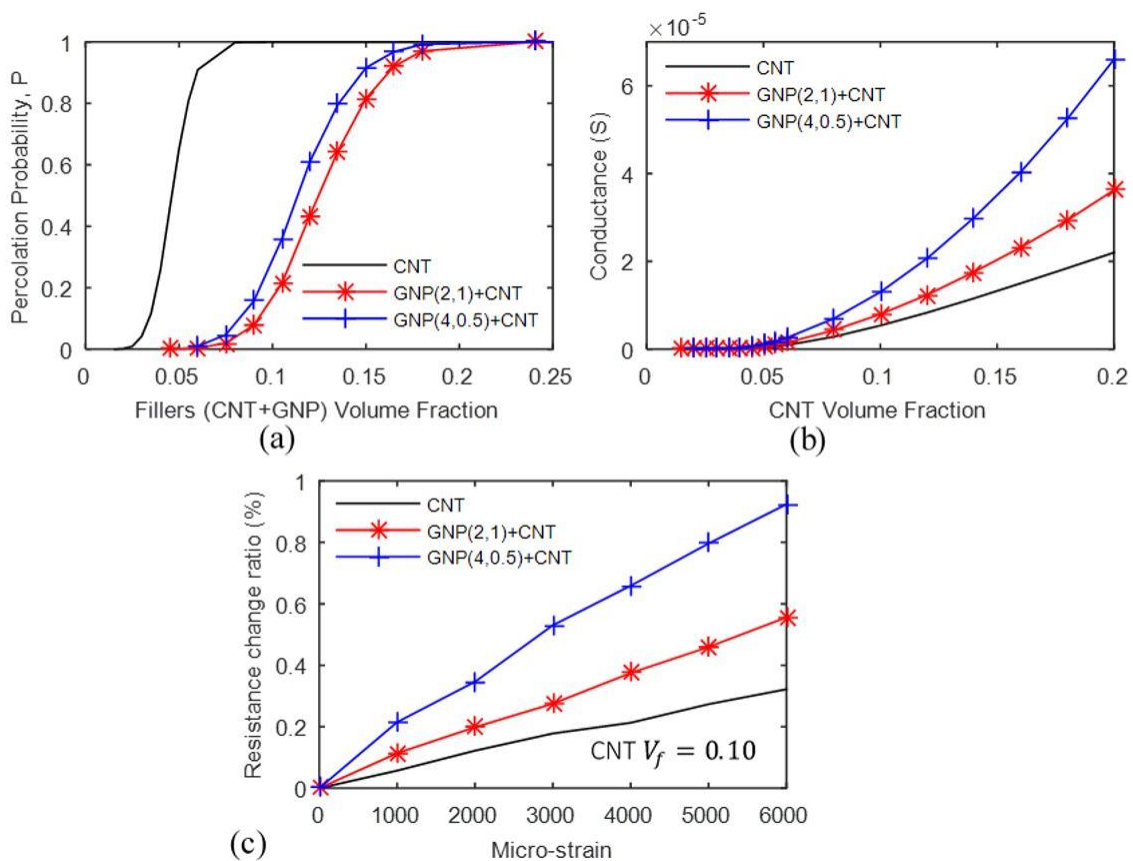 Percolation Probability, P
1
0.8
0.6
0.4
0.2
0
CNT
GNP(2,1)+CNT
GNP(4,0.5)+CNT
0 0.05 0.1 0.15 0.2 0.25
Fillers (CNT+GNP) Volume Fraction
(a)
×10⁻⁵
Conductance (S)
6
4
2
0
CNT
GNP(2,1)+CNT
GNP(4,0.5)+CNT
0 0.05 0.1 0.15 0.2
CNT Volume Fraction
(b)
Resistance change ratio (%)
1
0.8
0.6
0.4
0.2
0
CNT
GNP(2,1)+CNT
GNP(4,0.5)+CNT
CNT V_f = 0.10
0 1000 2000 3000 4000 5000 6000
Micro-strain
(c)